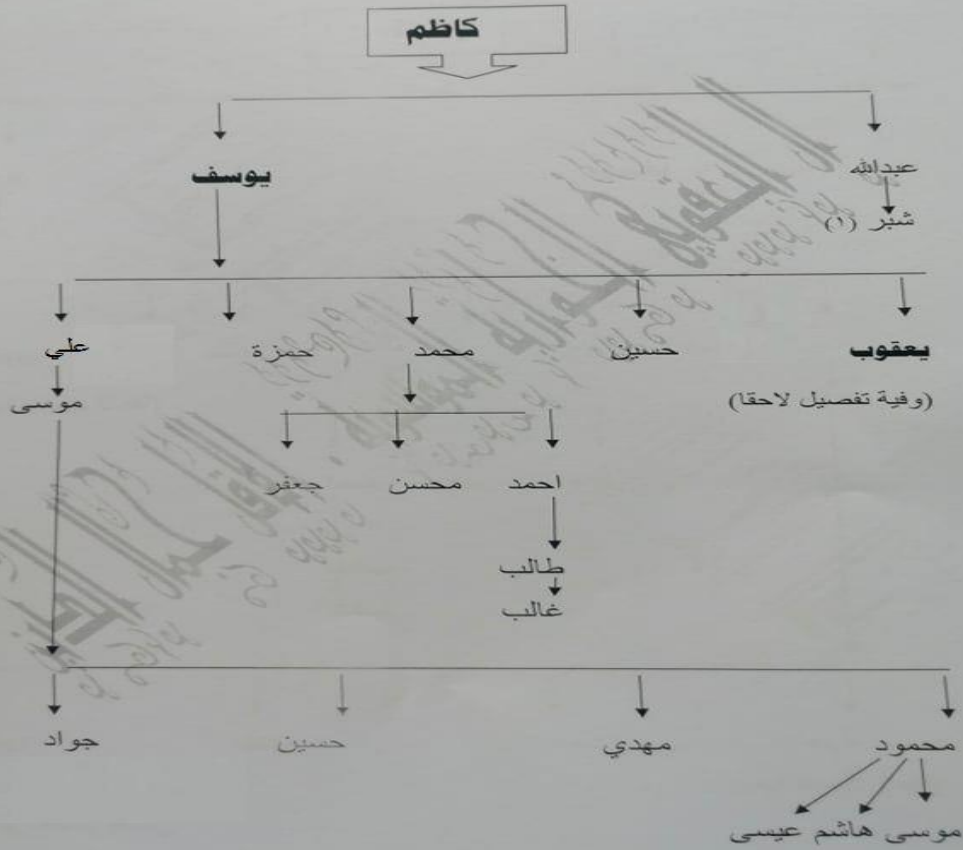 كاظم
عبدالله
يوسف
شبر (١)
يعقوب
حسين
محمد
حمزة
علي
(وفية تفصيل لاحقا)
موسى
احمد
محسن
جعفر
طالب
غالب
محمود
مهدي
حسين
جواد
موسى هاشم عيسى